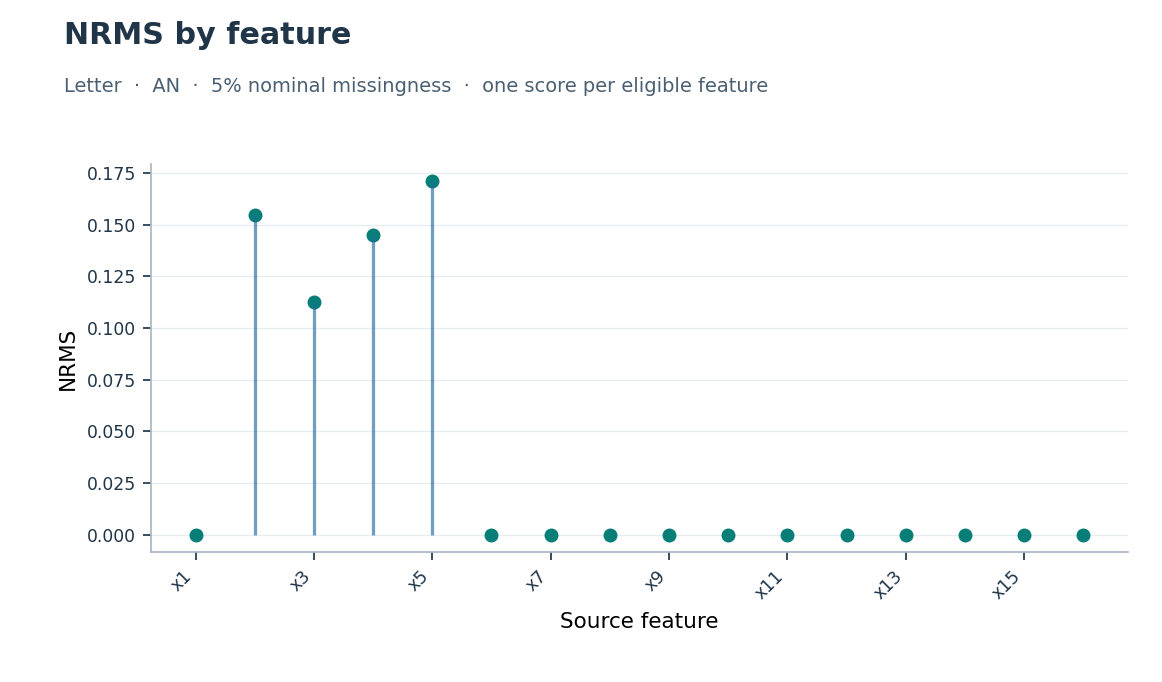 NRMS by feature
Letter · AN · 5% nominal missingness · one score per eligible feature
0.175
0.150
0.125
0.100
0.075
0.050
0.025
0.000
NRMS
x1 x3 x5 x7 x9 x11 x13 x15
Source feature